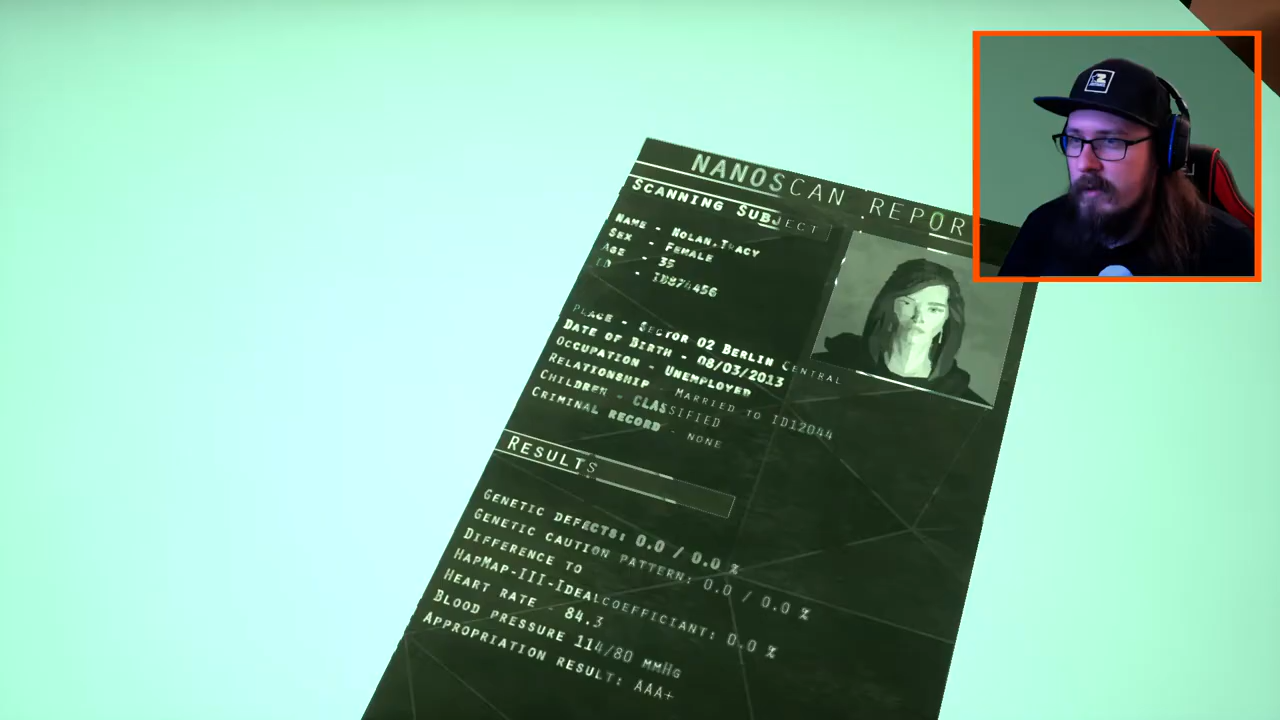 NANOSCAN REPOR
SCANNING SUBJECT
NAME - NOLAN.TRACY
SEX - FEMALE
AGE - 35
ID - ID874456
PLACE - SECTOR 02 BERLIN CENTRAL
DATE OF BIRTH - 08/03/2013
OCCUPATION - UNEMPLOYED
RELATIONSHIP - MARRIED TO ID12044
CHILDREN - CLASSIFIED
CRIMINAL RECORD - NONE
RESULTS
GENETIC DEFECTS: 0.0 / 0.0 %
GENETIC CAUTION PATTERN: 0.0 / 0.0 %
DIFFERENCE TO
HAPMAP-III-IDEALCOEFFICIANT: 0.0 %
HEART RATE 84.3
BLOOD PRESSURE 114/80 MMHG
APPROPRIATION RESULT: AAA+